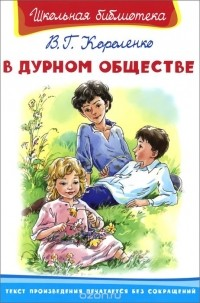 Школьная библиотека
В.Г. Короленко
В ДУРНОМ ОБЩЕСТВЕ
ТЕКСТ ПРОИЗВЕДЕНИЯ ПЕЧАТАЕТСЯ БЕЗ СОКРАЩЕНИЙ